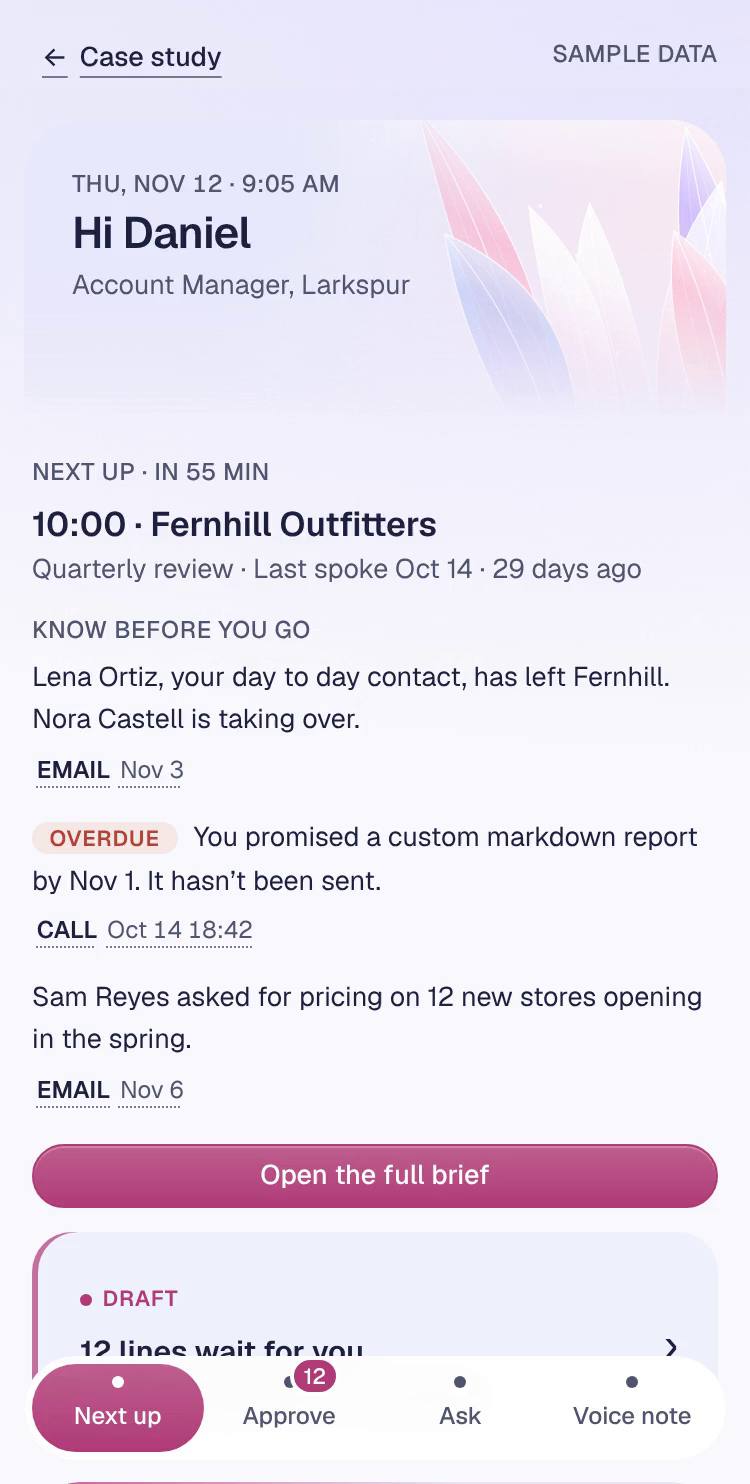 ← Case study
SAMPLE DATA
THU, NOV 12 · 9:05 AM
Hi Daniel
Account Manager, Larkspur
NEXT UP · IN 55 MIN
10:00 · Fernhill Outfitters
Quarterly review · Last spoke Oct 14 · 29 days ago
KNOW BEFORE YOU GO
Lena Ortiz, your day to day contact, has left Fernhill.
Nora Castell is taking over.
EMAIL Nov 3
OVERDUE You promised a custom markdown report
by Nov 1. It hasn’t been sent.
CALL Oct 14 18:42
Sam Reyes asked for pricing on 12 new stores opening
in the spring.
EMAIL Nov 6
Open the full brief
DRAFT
12 lines wait for you
12
Next up
Approve
Ask
Voice note